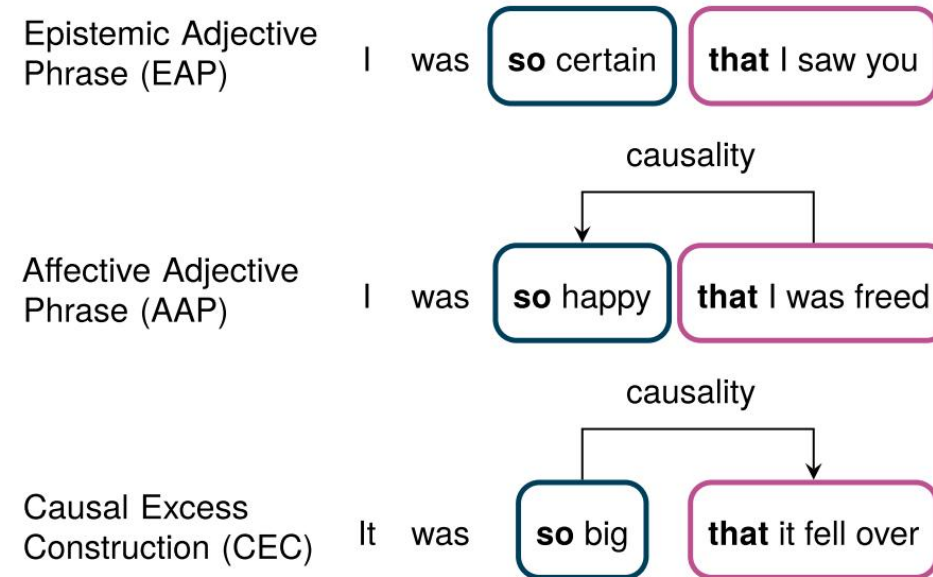 Epistemic Adjective
Phrase (EAP)
I was so certain that I saw you
causality
Affective Adjective
Phrase (AAP)
I was so happy that I was freed
causality
Causal Excess
Construction (CEC)
It was so big that it fell over